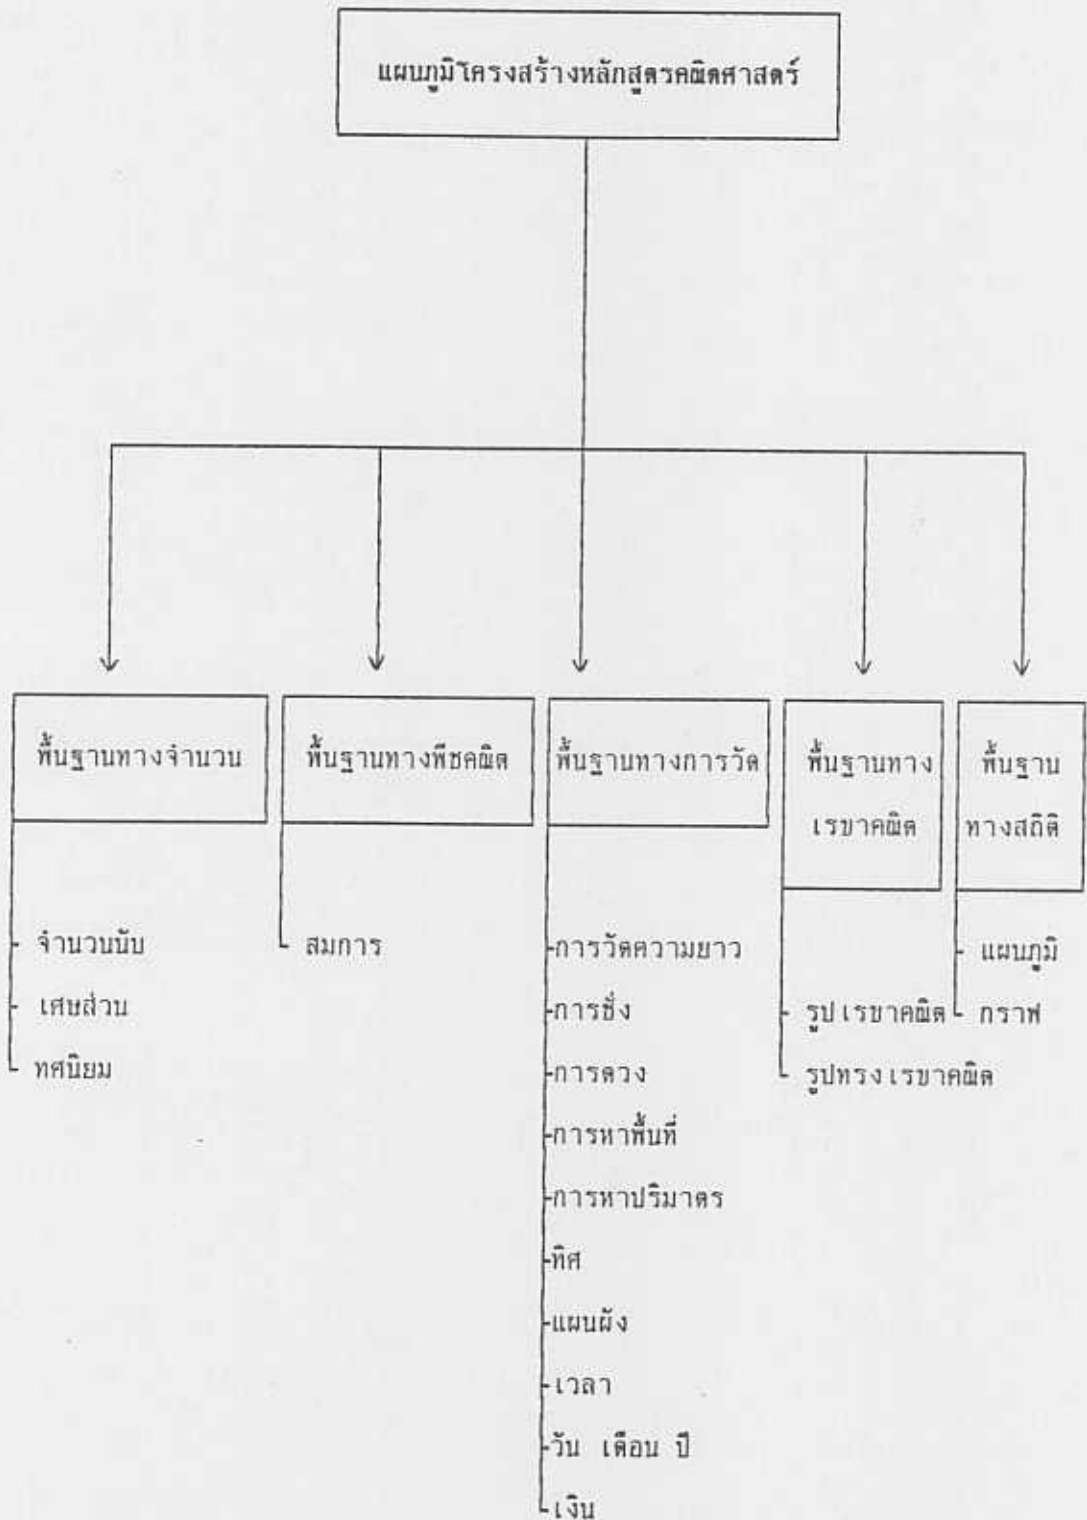 แผนภูมิโครงสร้างหลักสูตรคณิตศาสตร์
พื้นฐานทางจำนวน
- จำนวนนับ
- เศษส่วน
- ทศนิยม
พื้นฐานทางพีชคณิต
- สมการ
พื้นฐานทางการวัด
-การวัดความยาว
-การชั่ง
-การตวง
-การหาพื้นที่
-การหาปริมาตร
-ทิศ
-แผนผัง
-เวลา
-วัน เดือน ปี
-เงิน
พื้นฐานทาง
เรขาคณิต
- รูปเรขาคณิต
- รูปทรงเรขาคณิต
พื้นฐาน
ทางสถิติ
- แผนภูมิ
- กราฟ